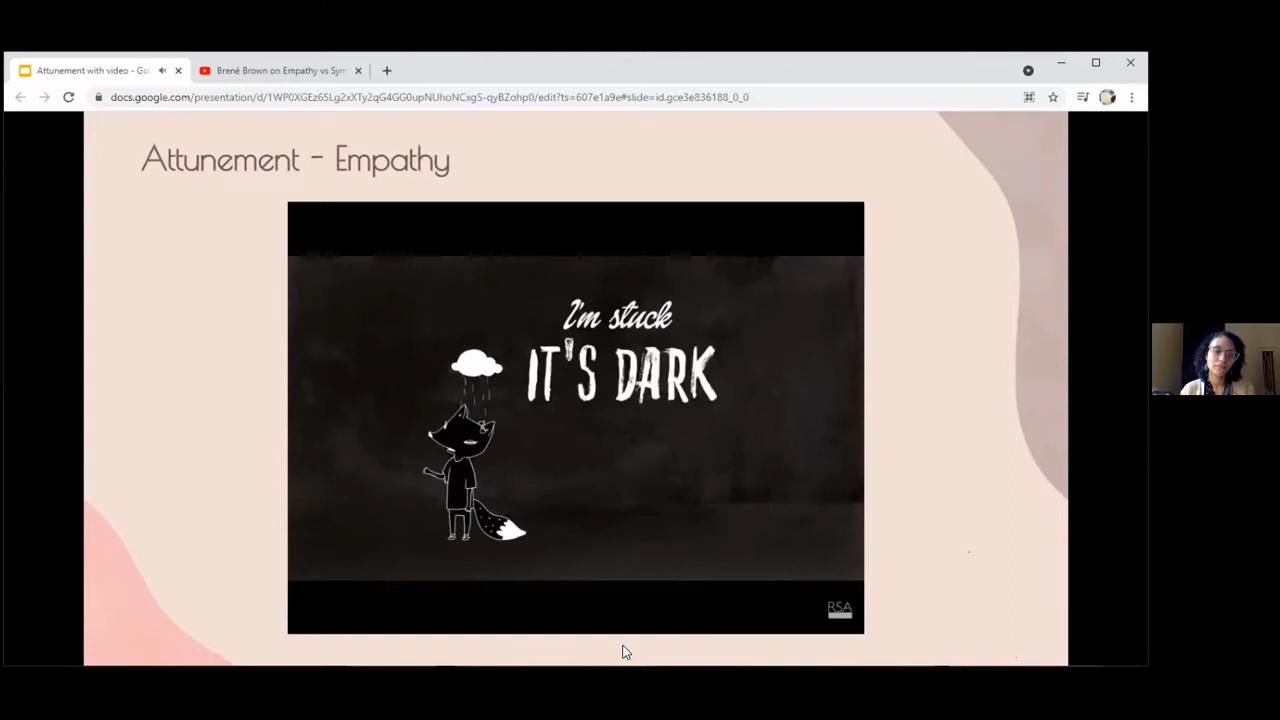 Attunement with video - Go
Brené Brown on Empathy vs Sym
docs.google.com/presentation/d/1WP0XGEz65Lg2xXTy2qG4GG0upNUhoNCxgS-qyBZohp0/edit?ts=607e1a9e#slide=id.gce3e836188_0_0
Attunement - Empathy
I'm stuck
IT'S DARK
RSA